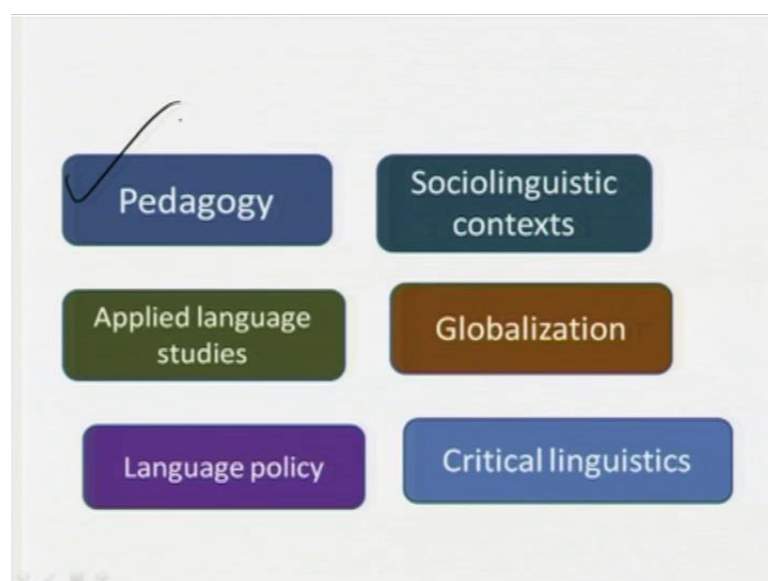 Pedagogy
Sociolinguistic
contexts
Applied language
studies
Globalization
Language policy
Critical linguistics